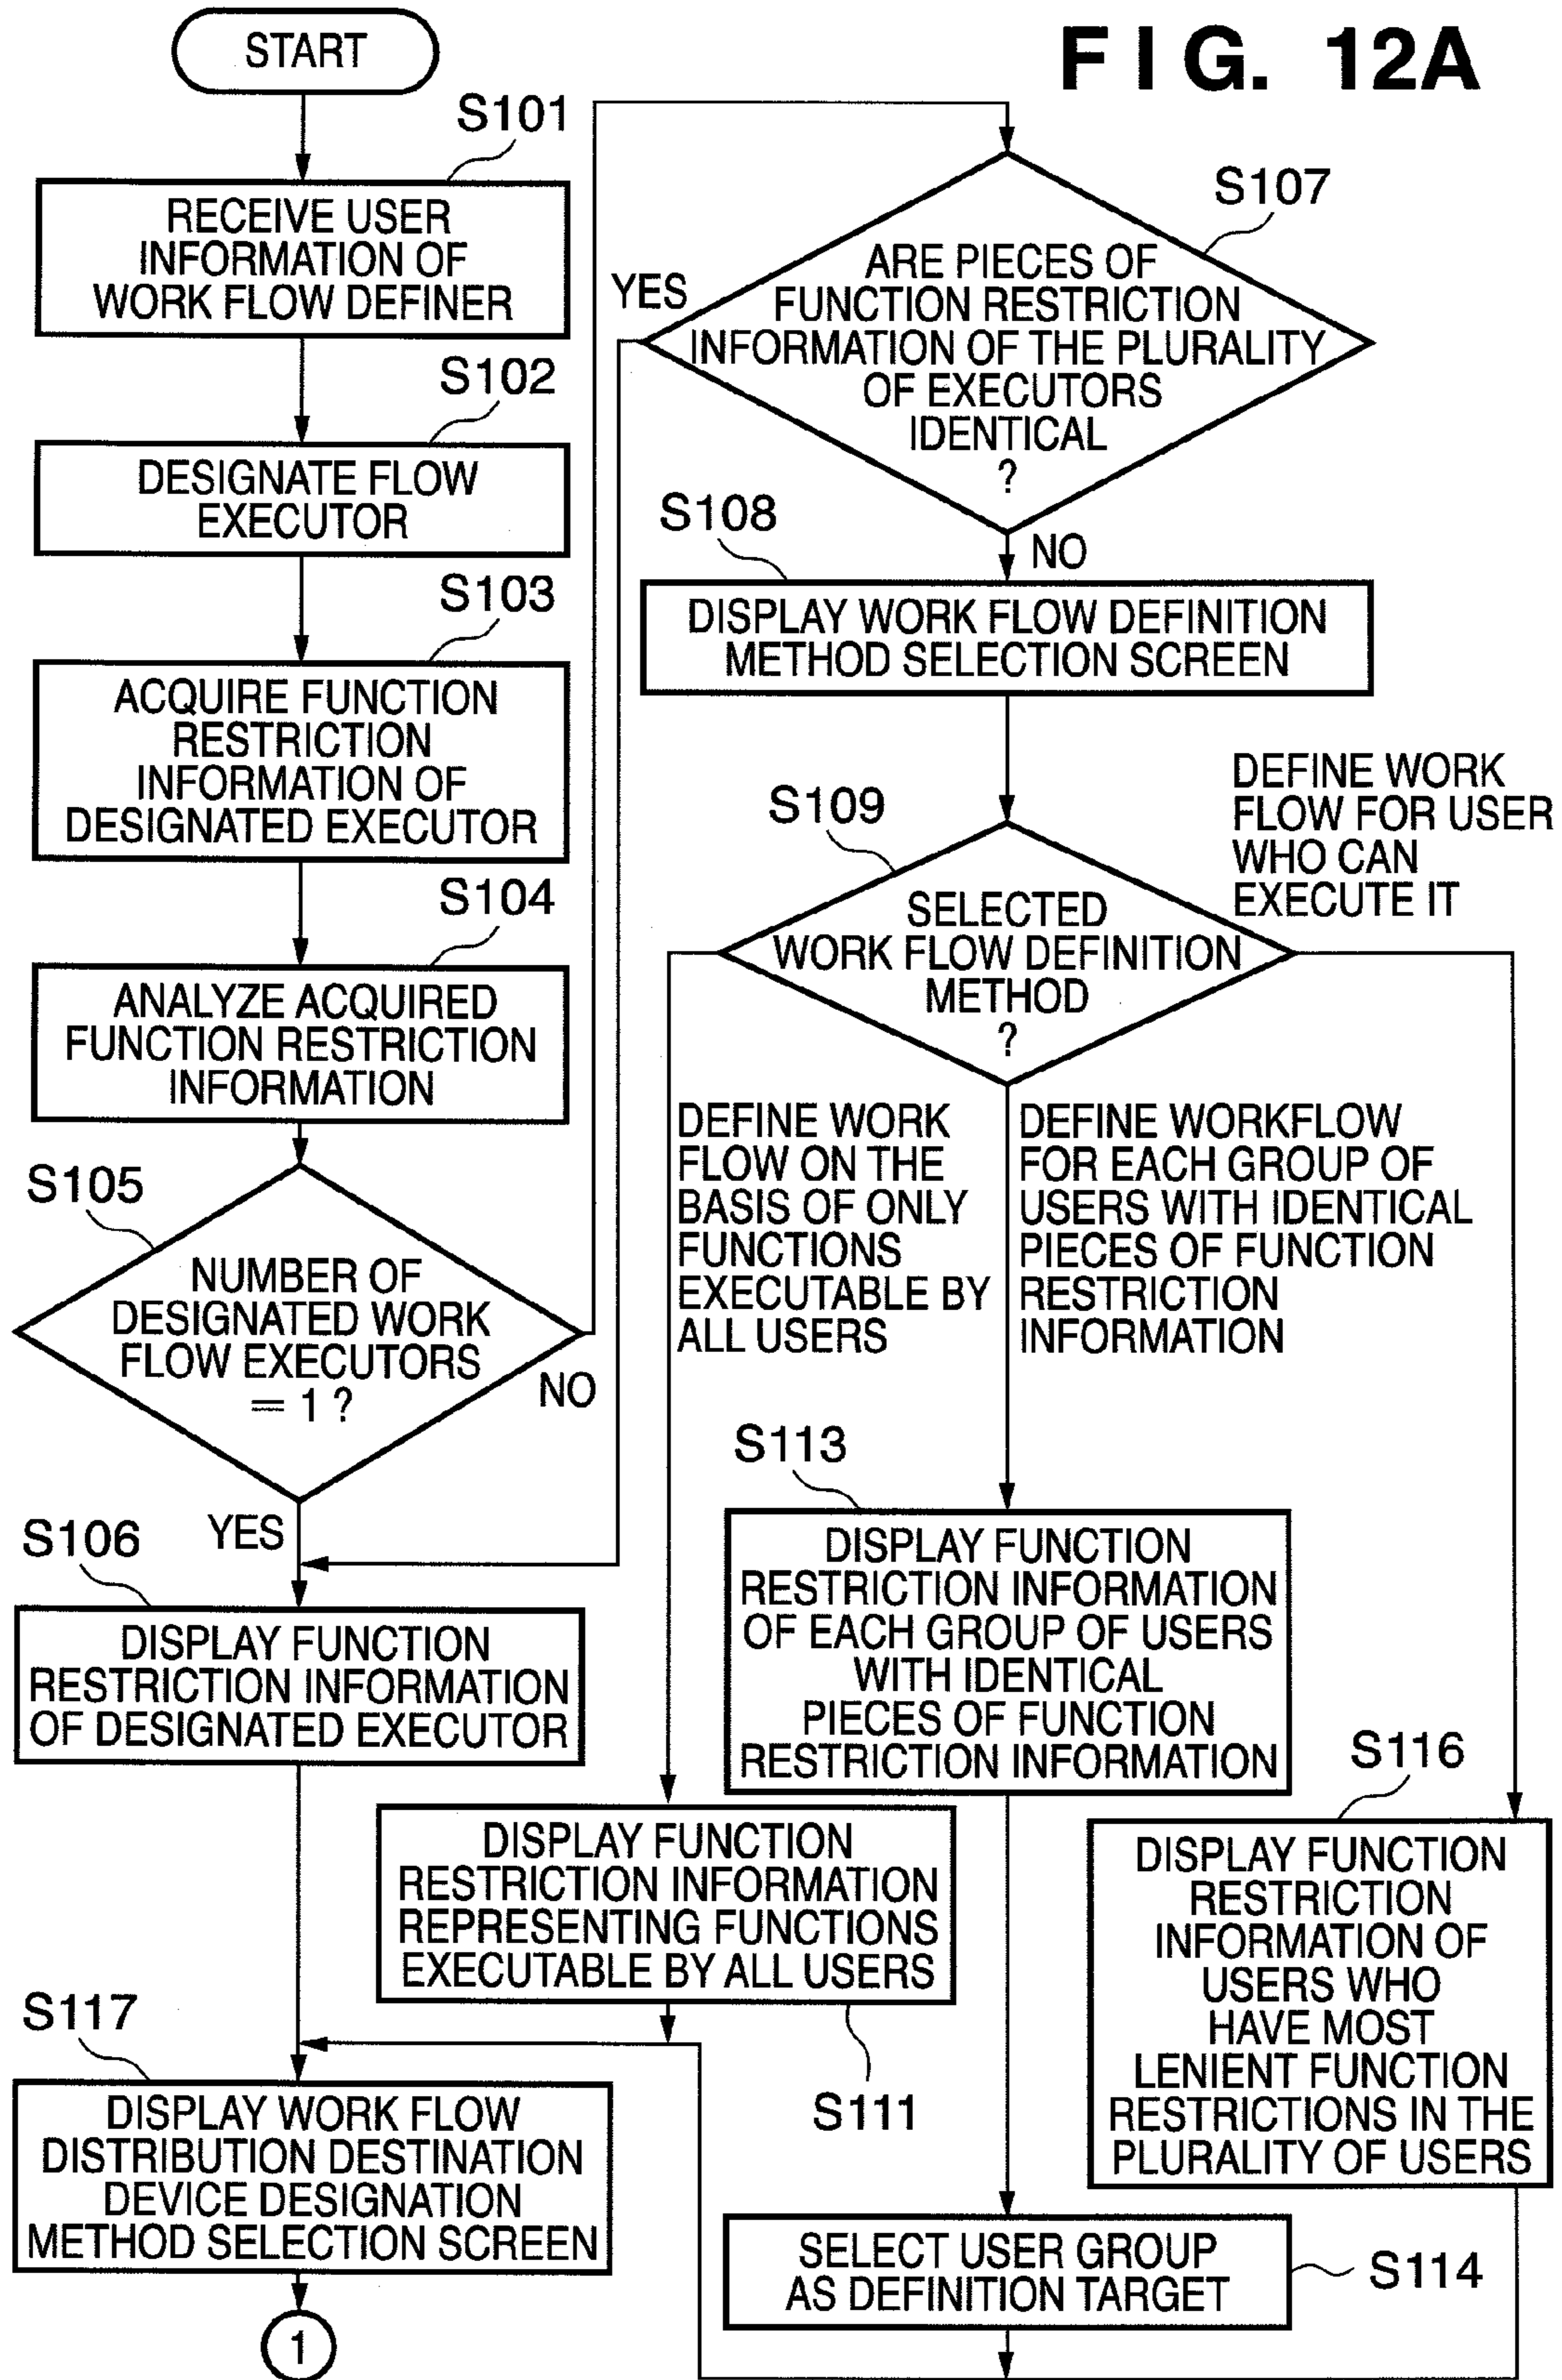 FIG. 12A
START
S101
RECEIVE USER
INFORMATION OF
WORK FLOW DEFINER
S102
DESIGNATE FLOW
EXECUTOR
S103
ACQUIRE FUNCTION
RESTRICTION
INFORMATION OF
DESIGNATED EXECUTOR
S104
ANALYZE ACQUIRED
FUNCTION RESTRICTION
INFORMATION
S105
NUMBER OF
DESIGNATED WORK
FLOW EXECUTORS
= 1 ?
NO
YES
S106
DISPLAY FUNCTION
RESTRICTION INFORMATION
OF DESIGNATED EXECUTOR
S107
ARE PIECES OF
FUNCTION RESTRICTION
INFORMATION OF THE PLURALITY
OF EXECUTORS
IDENTICAL
?
YES
NO
S108
DISPLAY WORK FLOW DEFINITION
METHOD SELECTION SCREEN
S109
SELECTED
WORK FLOW DEFINITION
METHOD
?
DEFINE WORK
FLOW FOR USER
WHO CAN
EXECUTE IT
DEFINE WORK
FLOW ON THE
BASIS OF ONLY
FUNCTIONS
EXECUTABLE BY
ALL USERS
DEFINE WORKFLOW
FOR EACH GROUP OF
USERS WITH IDENTICAL
PIECES OF FUNCTION
RESTRICTION
INFORMATION
S113
DISPLAY FUNCTION
RESTRICTION INFORMATION
OF EACH GROUP OF USERS
WITH IDENTICAL
PIECES OF FUNCTION
RESTRICTION INFORMATION
DISPLAY FUNCTION
RESTRICTION INFORMATION
REPRESENTING FUNCTIONS
EXECUTABLE BY ALL USERS
S111
S116
DISPLAY FUNCTION
RESTRICTION
INFORMATION OF
USERS WHO
HAVE MOST
LENIENT FUNCTION
RESTRICTIONS IN THE
PLURALITY OF USERS
S114
SELECT USER GROUP
AS DEFINITION TARGET
S117
DISPLAY WORK FLOW
DISTRIBUTION DESTINATION
DEVICE DESIGNATION
METHOD SELECTION SCREEN
1